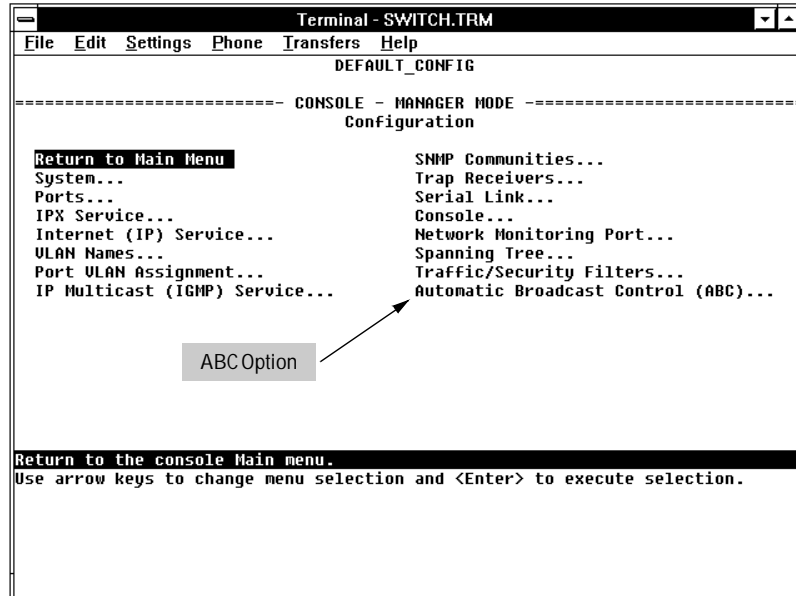 Terminal - SWITCH.TRM
File Edit Settings Phone Transfers Help
DEFAULT_CONFIG
==========================- CONSOLE - MANAGER MODE -==========================
Configuration
Return to Main Menu
System...
Ports...
IPX Service...
Internet (IP) Service...
VLAN Names...
Port VLAN Assignment...
IP Multicast (IGMP) Service...
SNMP Communities...
Trap Receivers...
Serial Link...
Console...
Network Monitoring Port...
Spanning Tree...
Traffic/Security Filters...
Automatic Broadcast Control (ABC)...
ABC Option
Return to the console Main menu.
Use arrow keys to change menu selection and <Enter> to execute selection.